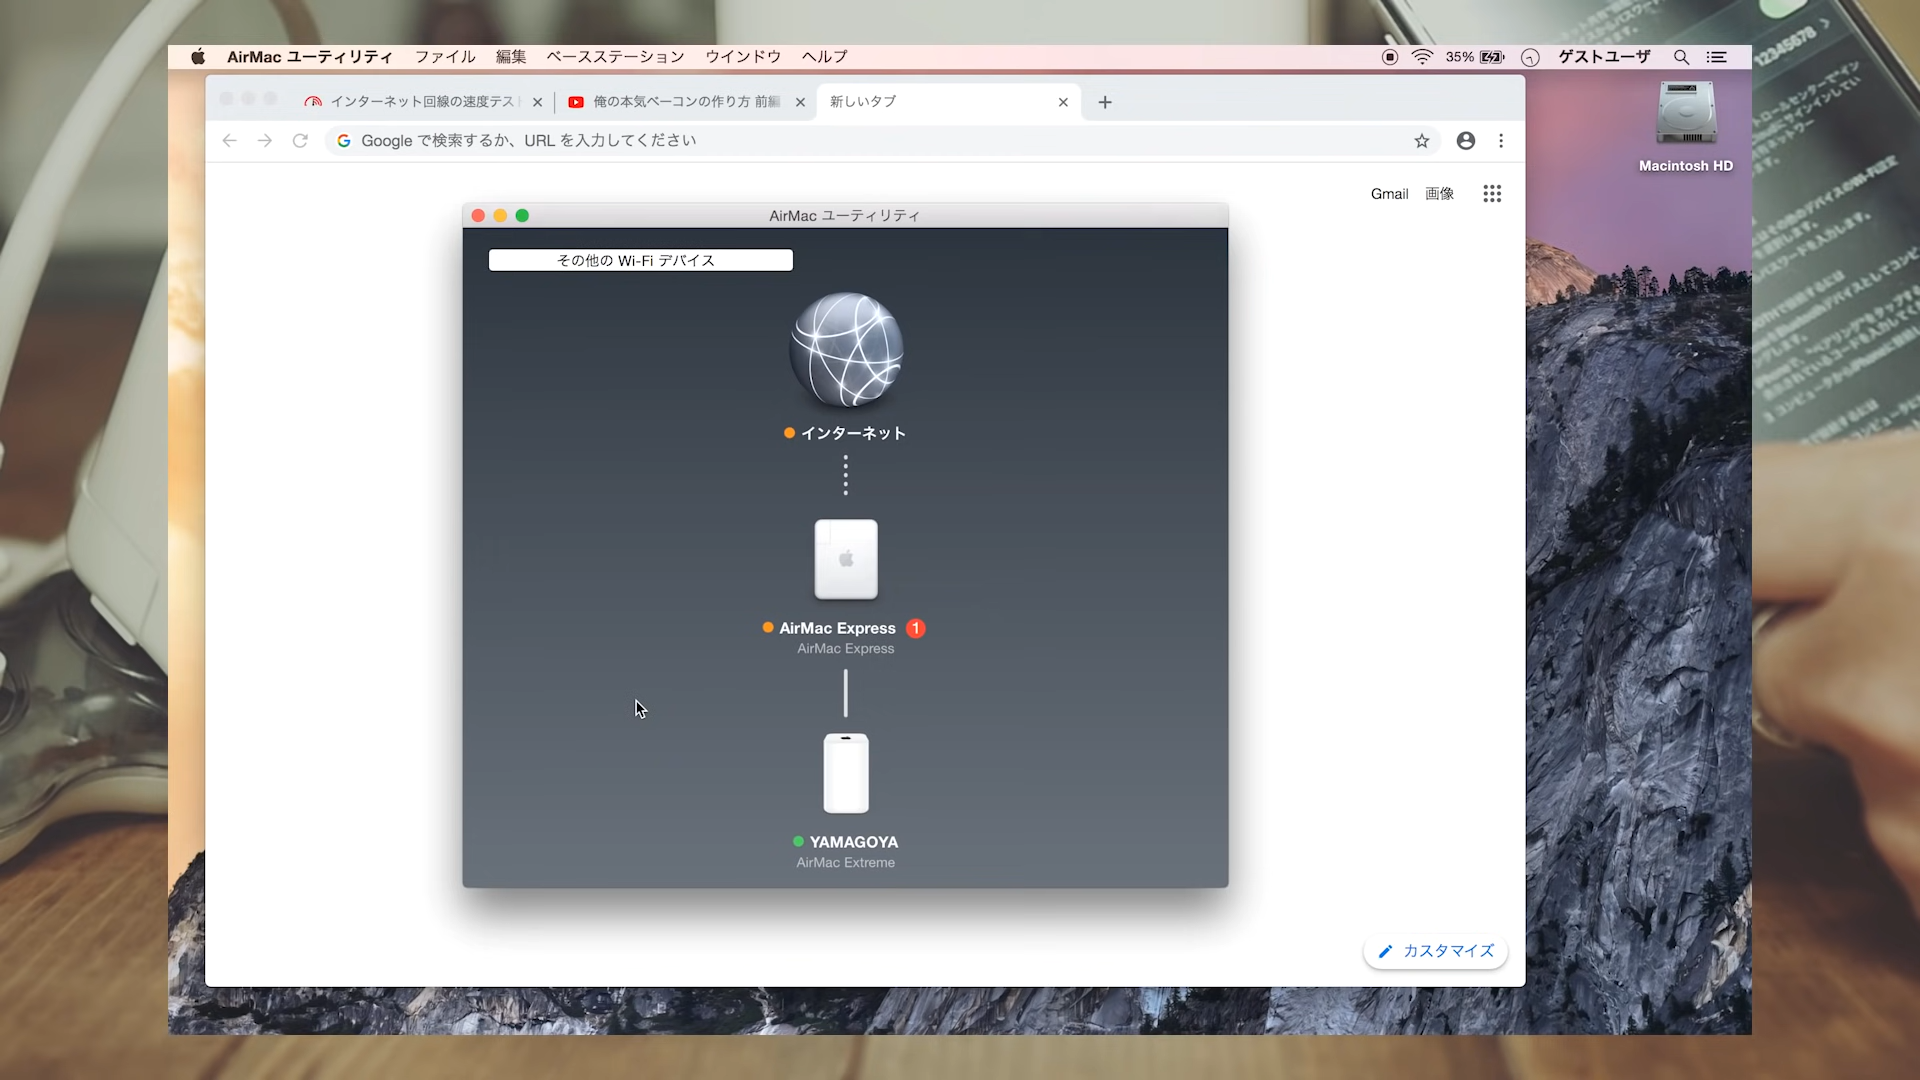 AirMac ユーティリティ ファイル 編集 ベースステーション ウインドウ ヘルプ 35% ゲストユーザ
インターネット回線の速度テスト 俺の本気ベーコンの作り方 前編 新しいタブ
Google で検索するか、URL を入力してください
Macintosh HD
Gmail 画像
AirMac ユーティリティ
その他の Wi-Fi デバイス
インターネット
AirMac Express 1
AirMac Express
YAMAGOYA
AirMac Extreme
カスタマイズ
12345678